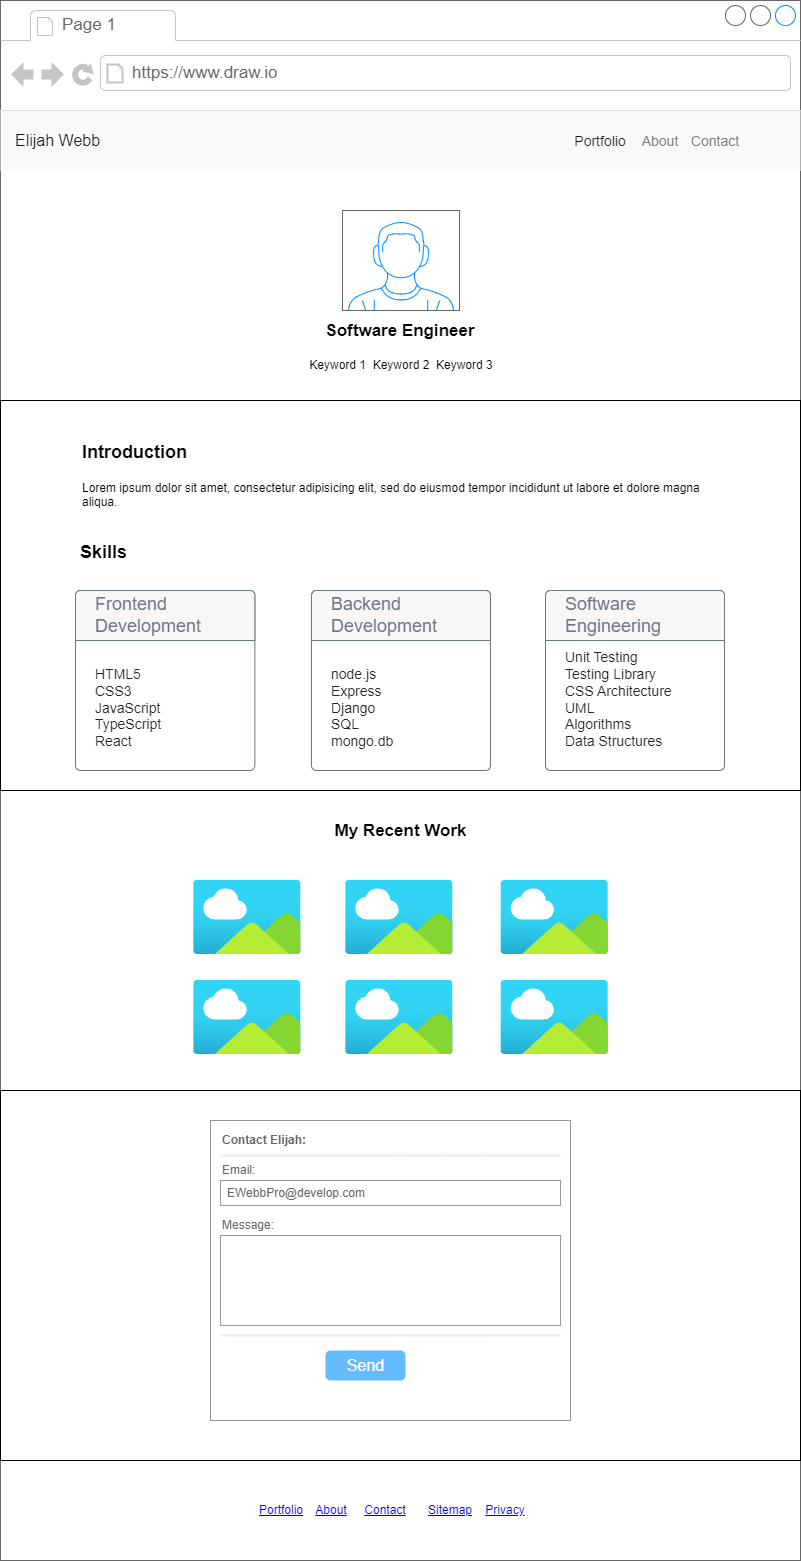 Page 1
https://www.draw.io
Elijah Webb
Portfolio About Contact
Software Engineer
Keyword 1 Keyword 2 Keyword 3
Introduction
Lorem ipsum dolor sit amet, consectetur adipisicing elit, sed do eiusmod tempor incididunt ut labore et dolore magna
aliqua.
Skills
Frontend
Development
HTML5
CSS3
JavaScript
TypeScript
React
Backend
Development
node.js
Express
Django
SQL
mongo.db
Software
Engineering
Unit Testing
Testing Library
CSS Architecture
UML
Algorithms
Data Structures
My Recent Work
Contact Elijah:
Email:
EWebbPro@develop.com
Message:
Send
Portfolio About Contact Sitemap Privacy